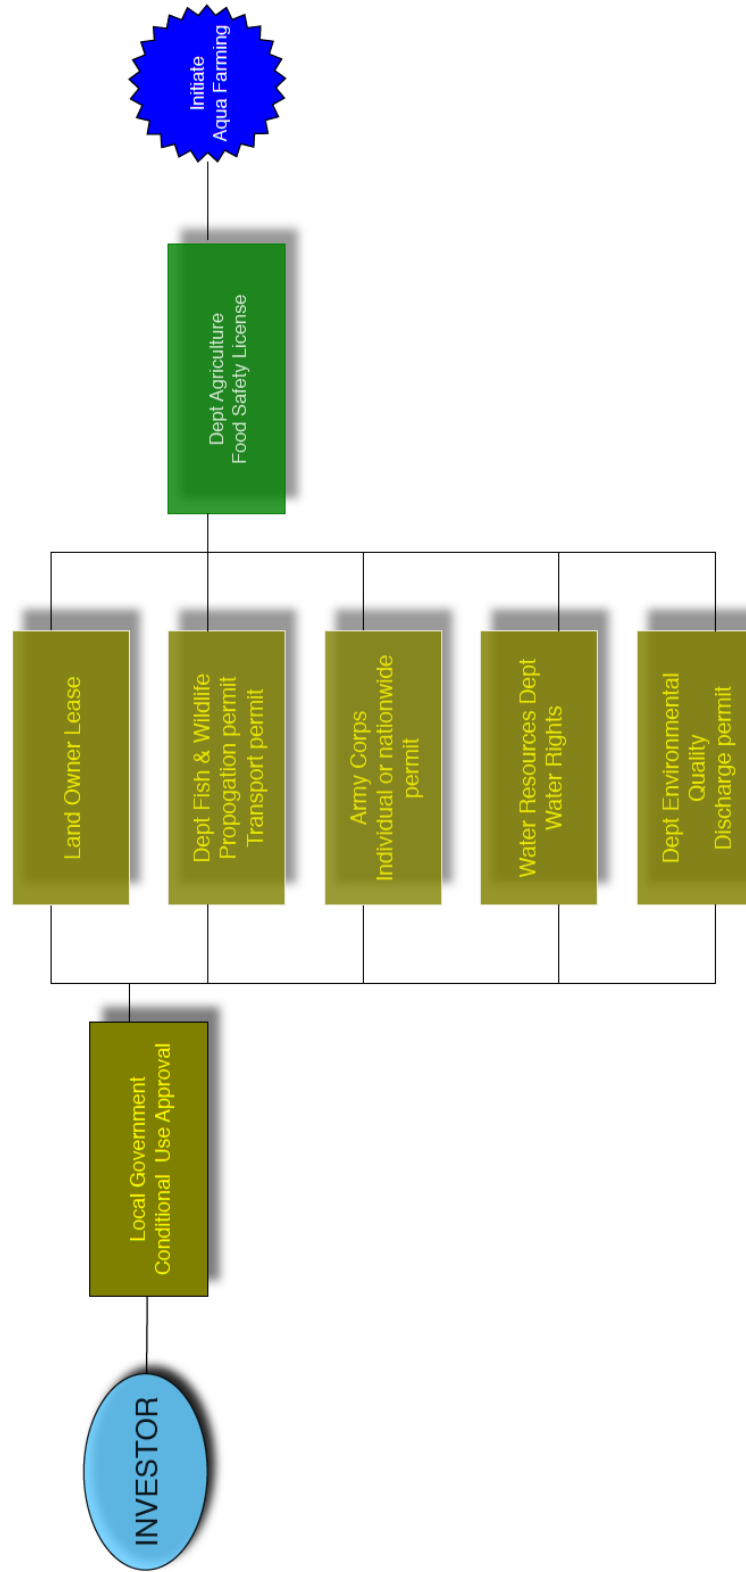 INVESTOR
Local Government
Conditional Use Approval
Land Owner Lease
Dept Fish & Wildlife
Propogation permit
Transport permit
Army Corps
Individual or nationwide
permit
Water Resources Dept
Water Rights
Dept Environmental
Quality
Discharge permit
Dept Agriculture
Food Safety License
Initiate
Aqua Farming